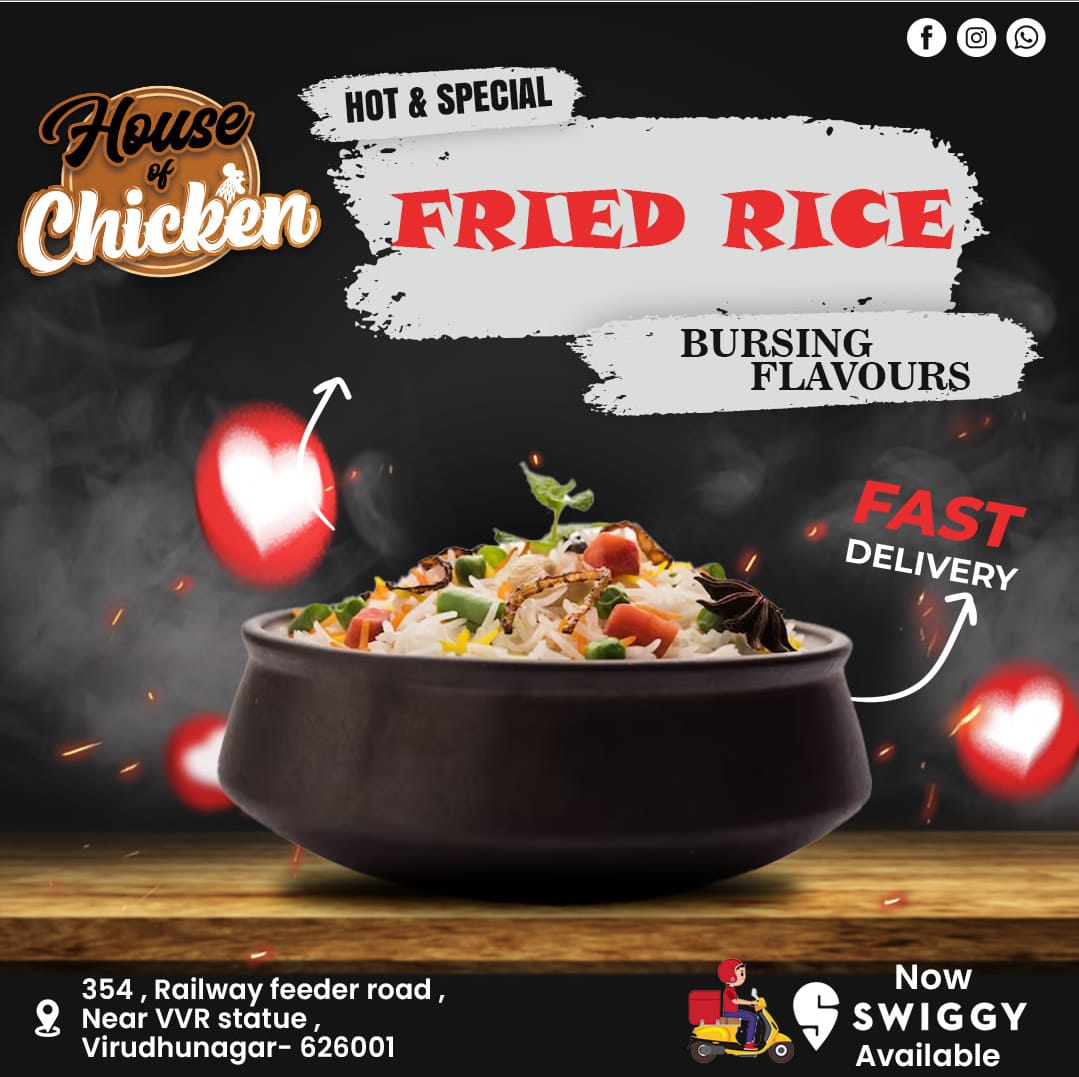 House
of
Chicken
HOT & SPECIAL
FRIED RICE
BURSING
FLAVOURS
FAST
DELIVERY
354 , Railway feeder road ,
Near VVR statue ,
Virudhunagar- 626001
Now
SWIGGY
Available